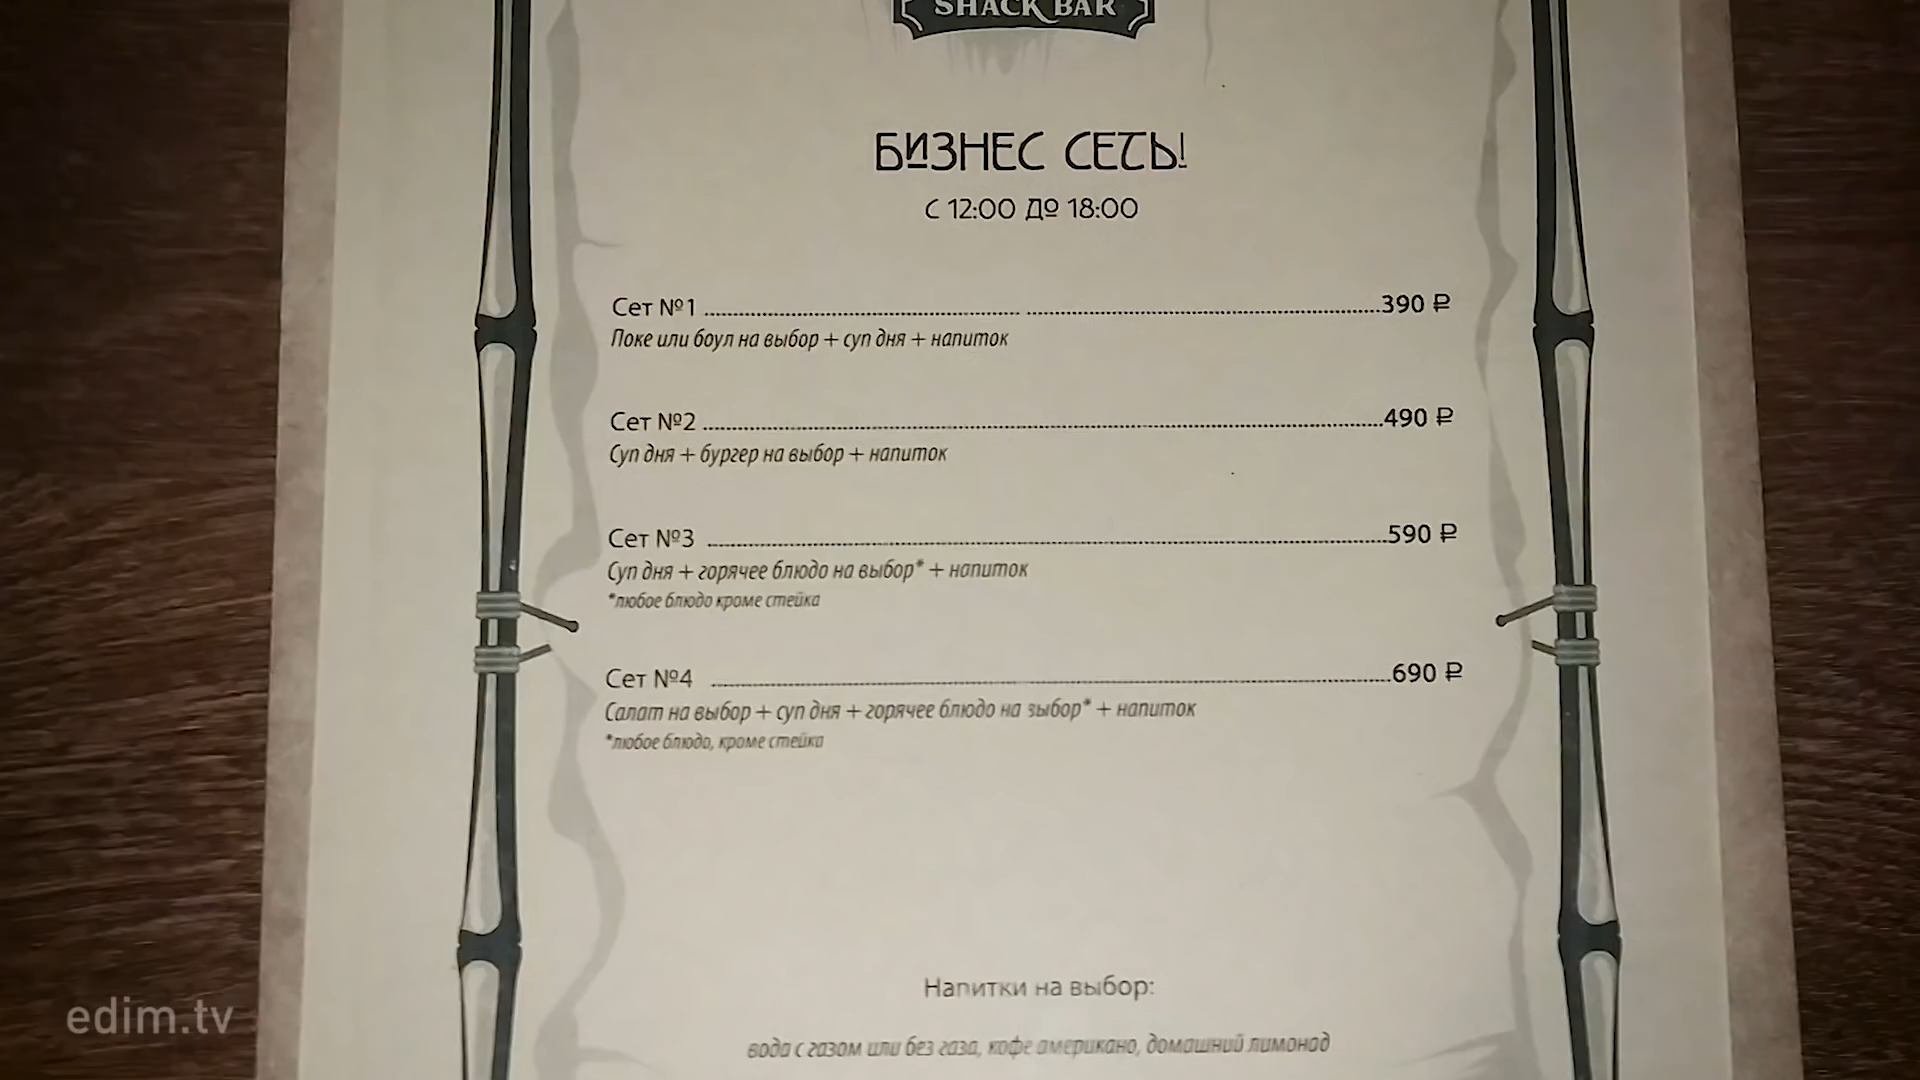 SHACK BAR
БИЗНЕС СЕТЫ!
С 12:00 ДО 18:00
Сет №1 390 ₽
Поке или боул на выбор + суп дня + напиток
Сет №2 490 ₽
Суп дня + бургер на выбор + напиток
Сет №3 590 ₽
Суп дня + горячее блюдо на выбор* + напиток
*любое блюдо кроме стейка
Сет №4 690 ₽
Салат на выбор + суп дня + горячее блюдо на выбор* + напиток
*любое блюдо, кроме стейка
Напитки на выбор:
вода с газом или без газа, кофе американо, домашний лимонад
edim.tv